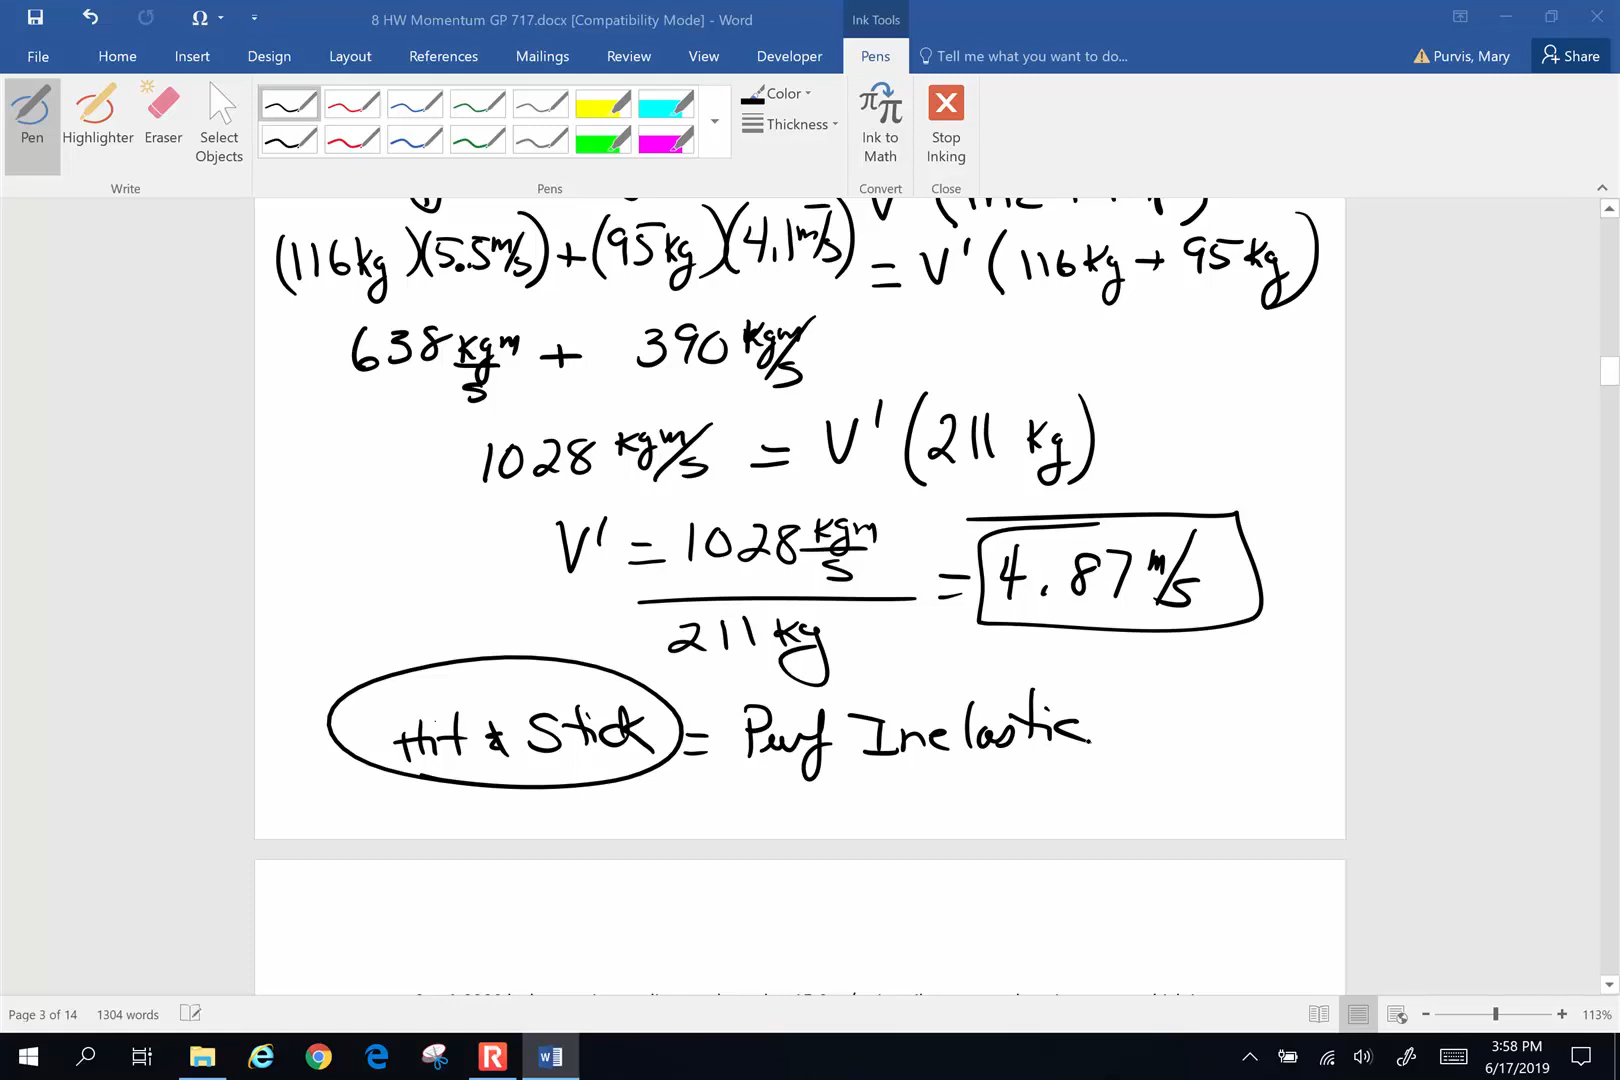 8 HW Momentum GP 717.docx [Compatibility Mode] - Word
Ink Tools
File Home Insert Design Layout References Mailings Review View Developer Pens Tell me what you want to do... Purvis, Mary Share
Pen Highlighter Eraser Select Objects
Color
Thickness
Ink to Math
Stop Inking
Write Pens Convert Close
(116kg)(5.5m/s)+(95kg)(4.1m/s) = V'(116kg + 95kg)
638 kgm/s + 390 kgm/s
1028 kgm/s = V'(211 kg)
V' = 1028 kgm/s
211 kg
= 4.87 m/s
Hit & Stick = Perf Inelastic
Page 3 of 14 1304 words 113%
3:58 PM
6/17/2019